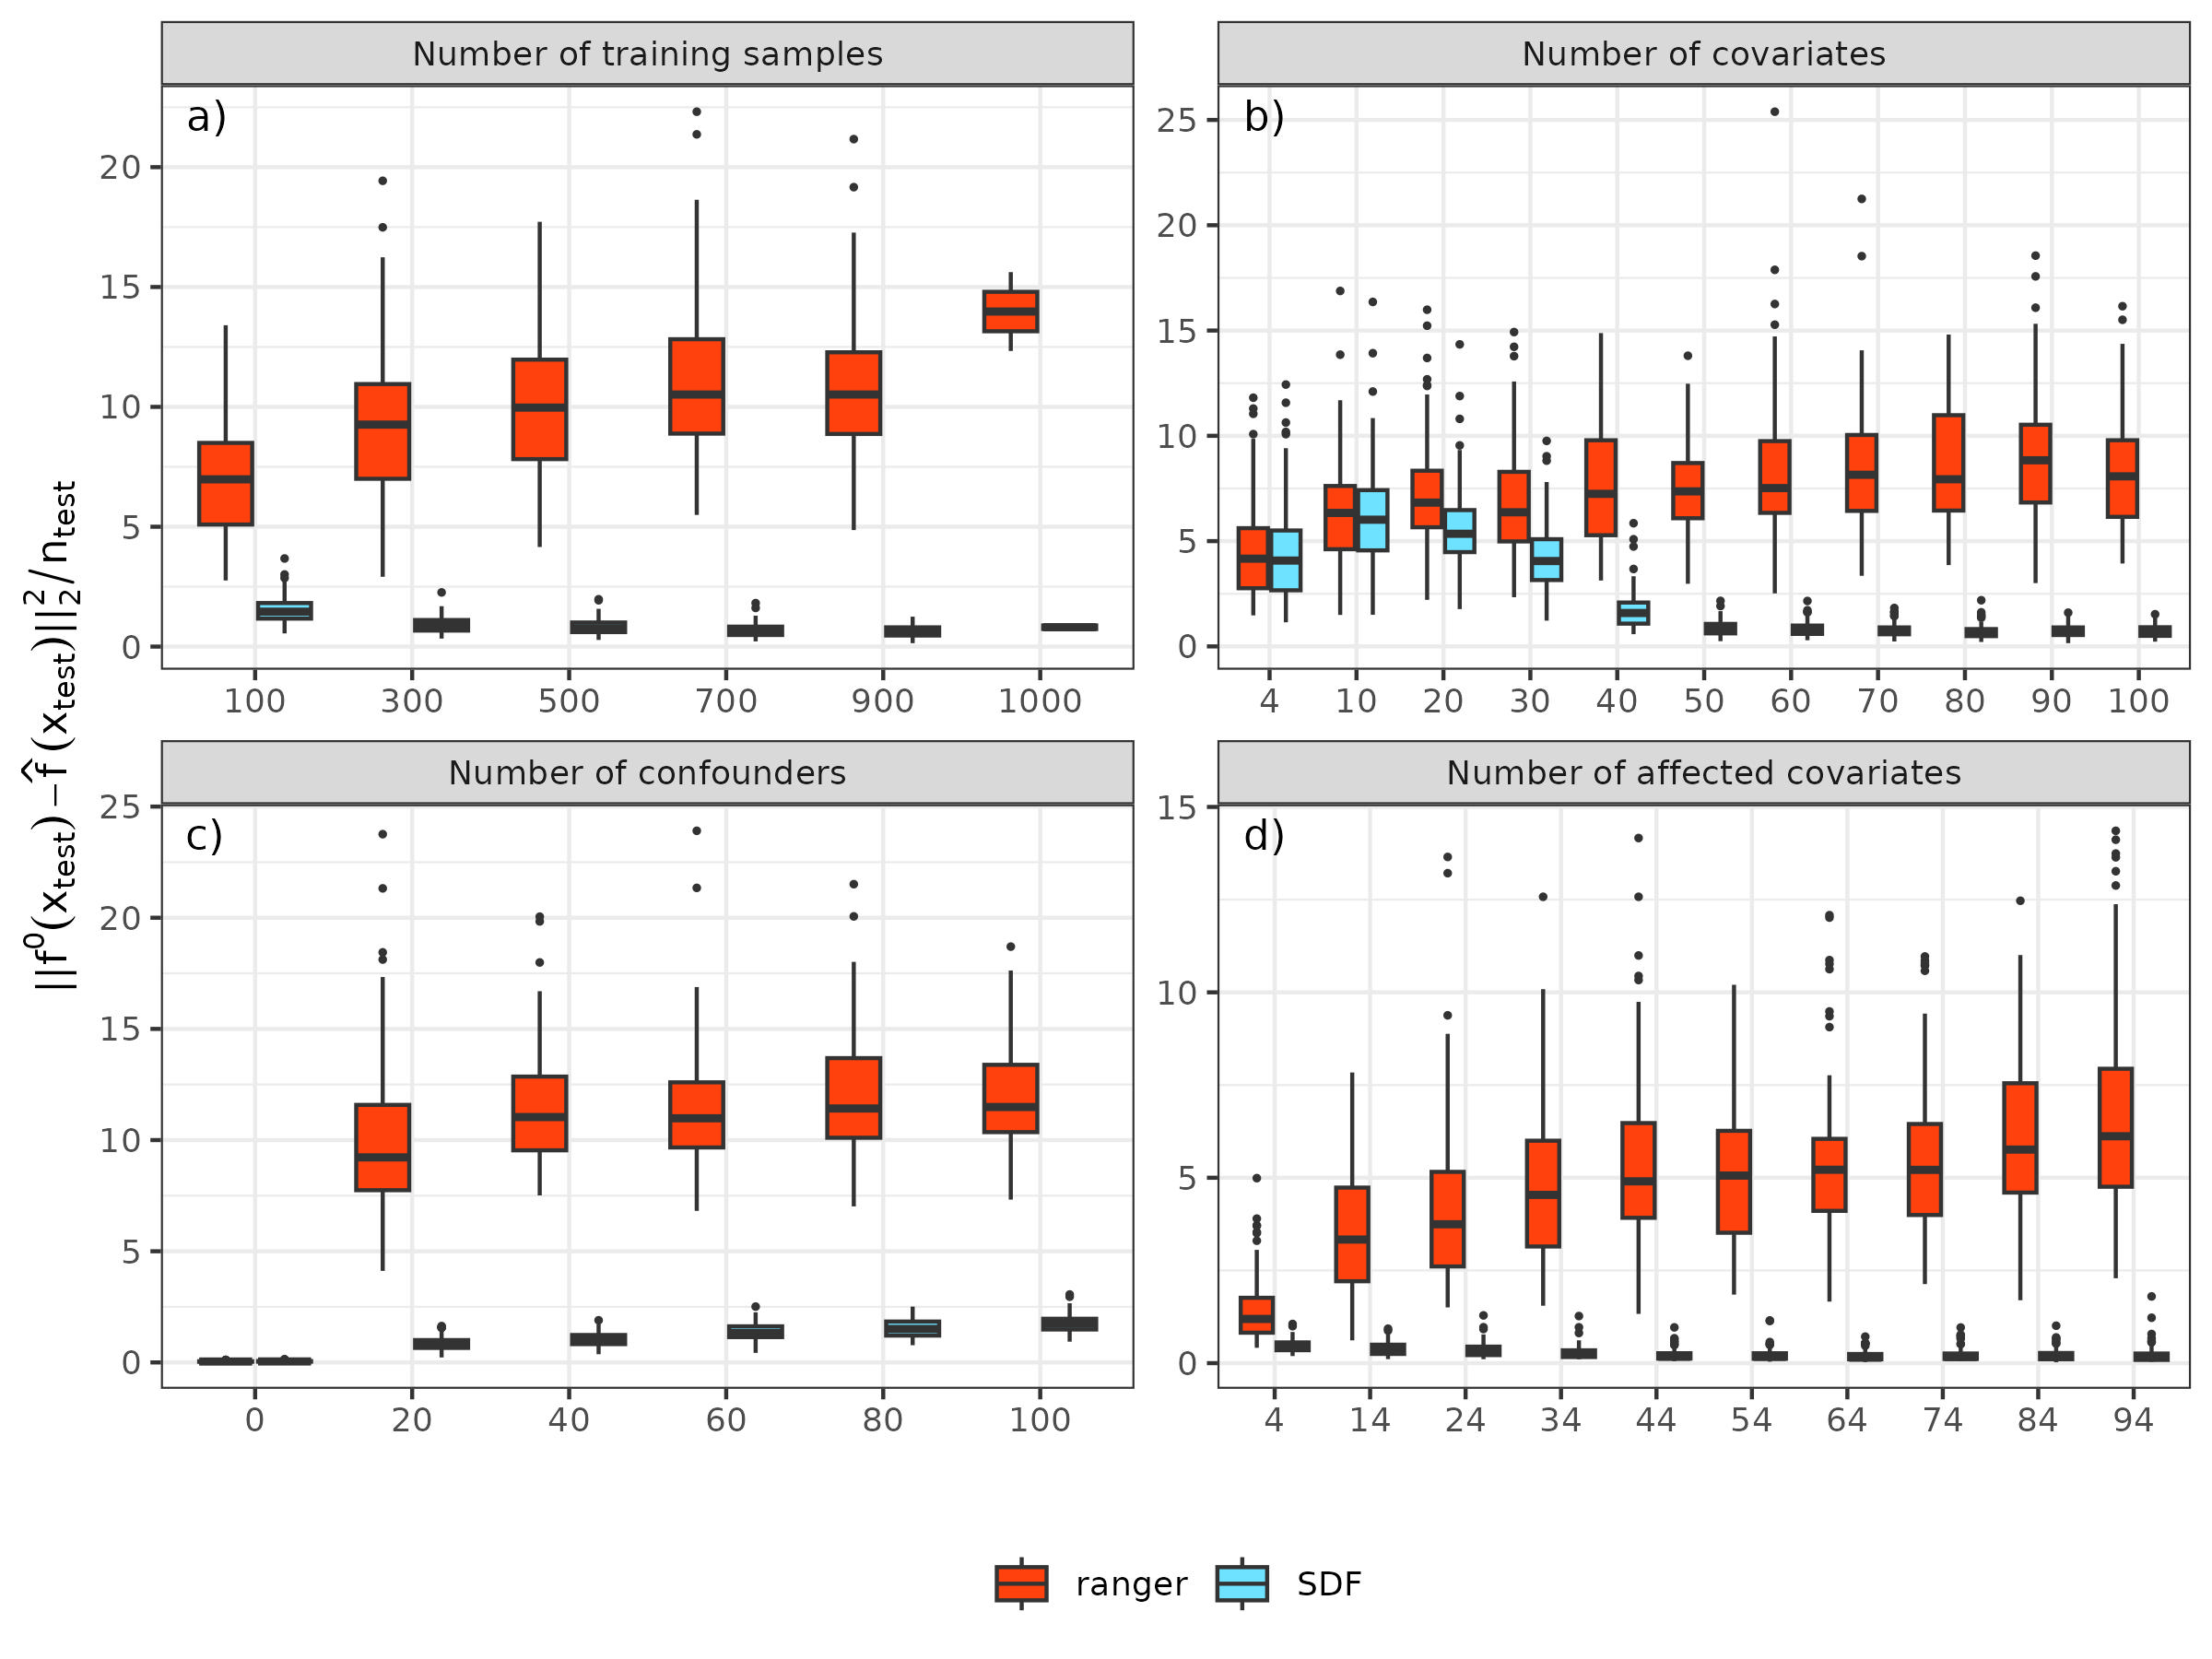 Number of training samples
Number of covariates
a)
b)
20
15
10
5
0
25
20
15
10
5
0
100 300 500 700 900 1000
4 10 20 30 40 50 60 70 80 90 100
||f⁰(x_test) − f̂(x_test)||₂²/n_test
Number of confounders
Number of affected covariates
c)
d)
25
20
15
10
5
0
15
10
5
0
0 20 40 60 80 100
4 14 24 34 44 54 64 74 84 94
ranger SDF